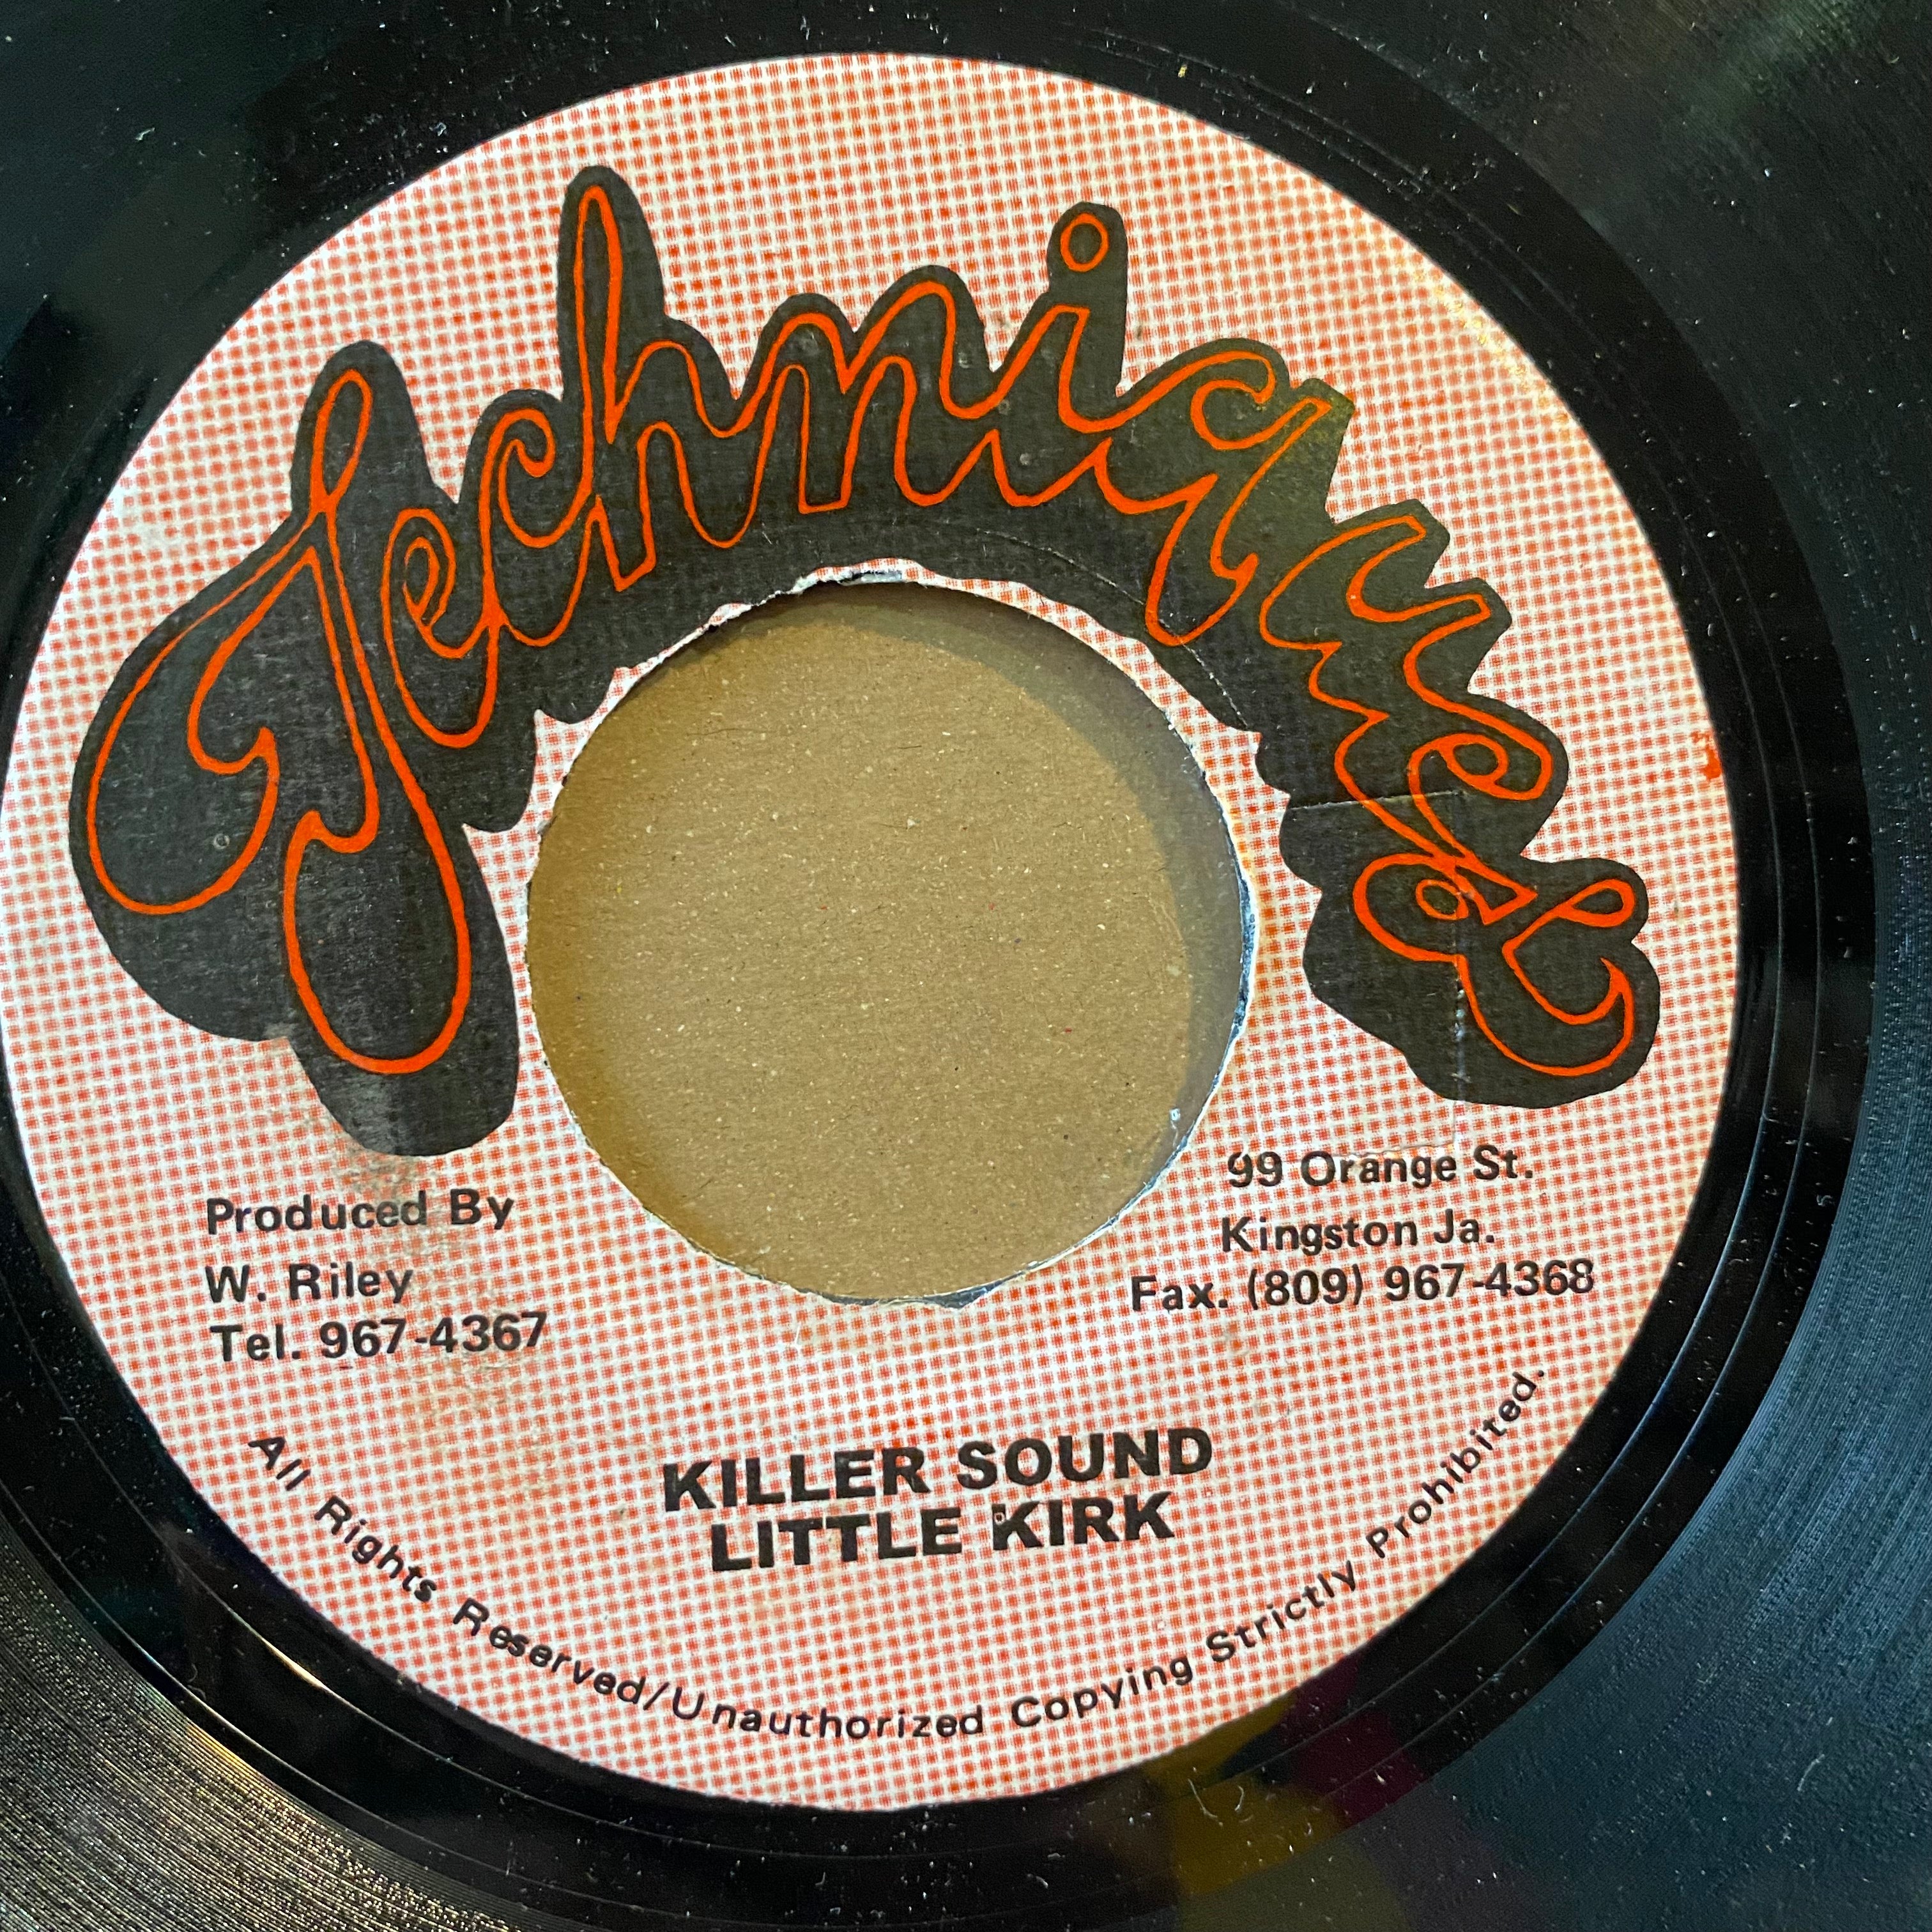 Techniques
Produced By
W. Riley
Tel. 967-4367
99 Orange St.
Kingston Ja.
Fax. (809) 967-4368
KILLER SOUND
LITTLE KIRK
All Rights Reserved/Unauthorized Copying Strictly Prohibited.